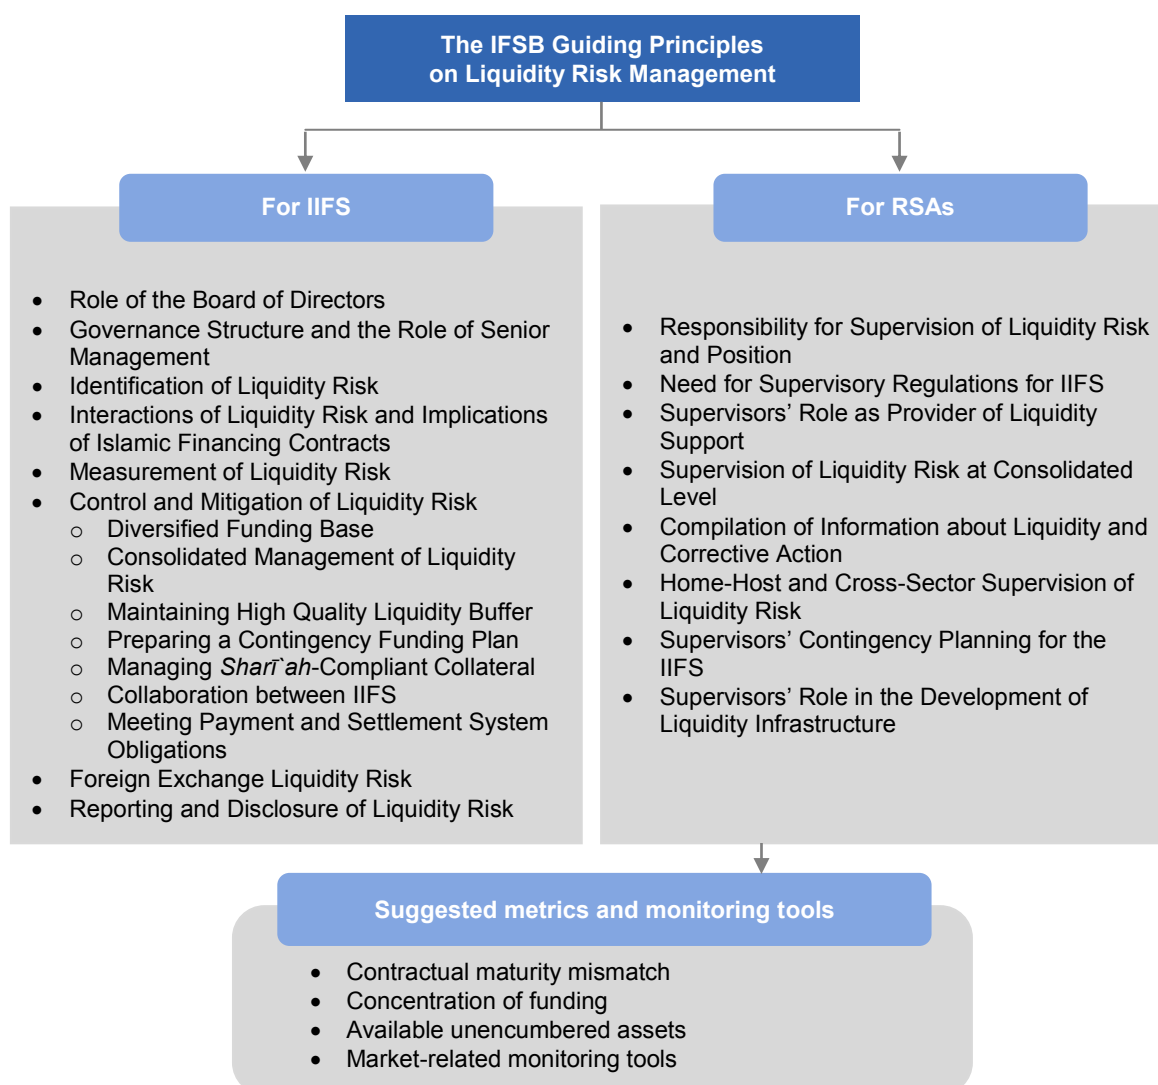 The IFSB Guiding Principles
on Liquidity Risk Management
For IIFS
• Role of the Board of Directors
• Governance Structure and the Role of Senior
Management
• Identification of Liquidity Risk
• Interactions of Liquidity Risk and Implications
of Islamic Financing Contracts
• Measurement of Liquidity Risk
• Control and Mitigation of Liquidity Risk
o Diversified Funding Base
o Consolidated Management of Liquidity
Risk
o Maintaining High Quality Liquidity Buffer
o Preparing a Contingency Funding Plan
o Managing Sharī`ah-Compliant Collateral
o Collaboration between IIFS
o Meeting Payment and Settlement System
Obligations
• Foreign Exchange Liquidity Risk
• Reporting and Disclosure of Liquidity Risk
For RSAs
• Responsibility for Supervision of Liquidity Risk
and Position
• Need for Supervisory Regulations for IIFS
• Supervisors’ Role as Provider of Liquidity
Support
• Supervision of Liquidity Risk at Consolidated
Level
• Compilation of Information about Liquidity and
Corrective Action
• Home-Host and Cross-Sector Supervision of
Liquidity Risk
• Supervisors’ Contingency Planning for the
IIFS
• Supervisors’ Role in the Development of
Liquidity Infrastructure
Suggested metrics and monitoring tools
• Contractual maturity mismatch
• Concentration of funding
• Available unencumbered assets
• Market-related monitoring tools